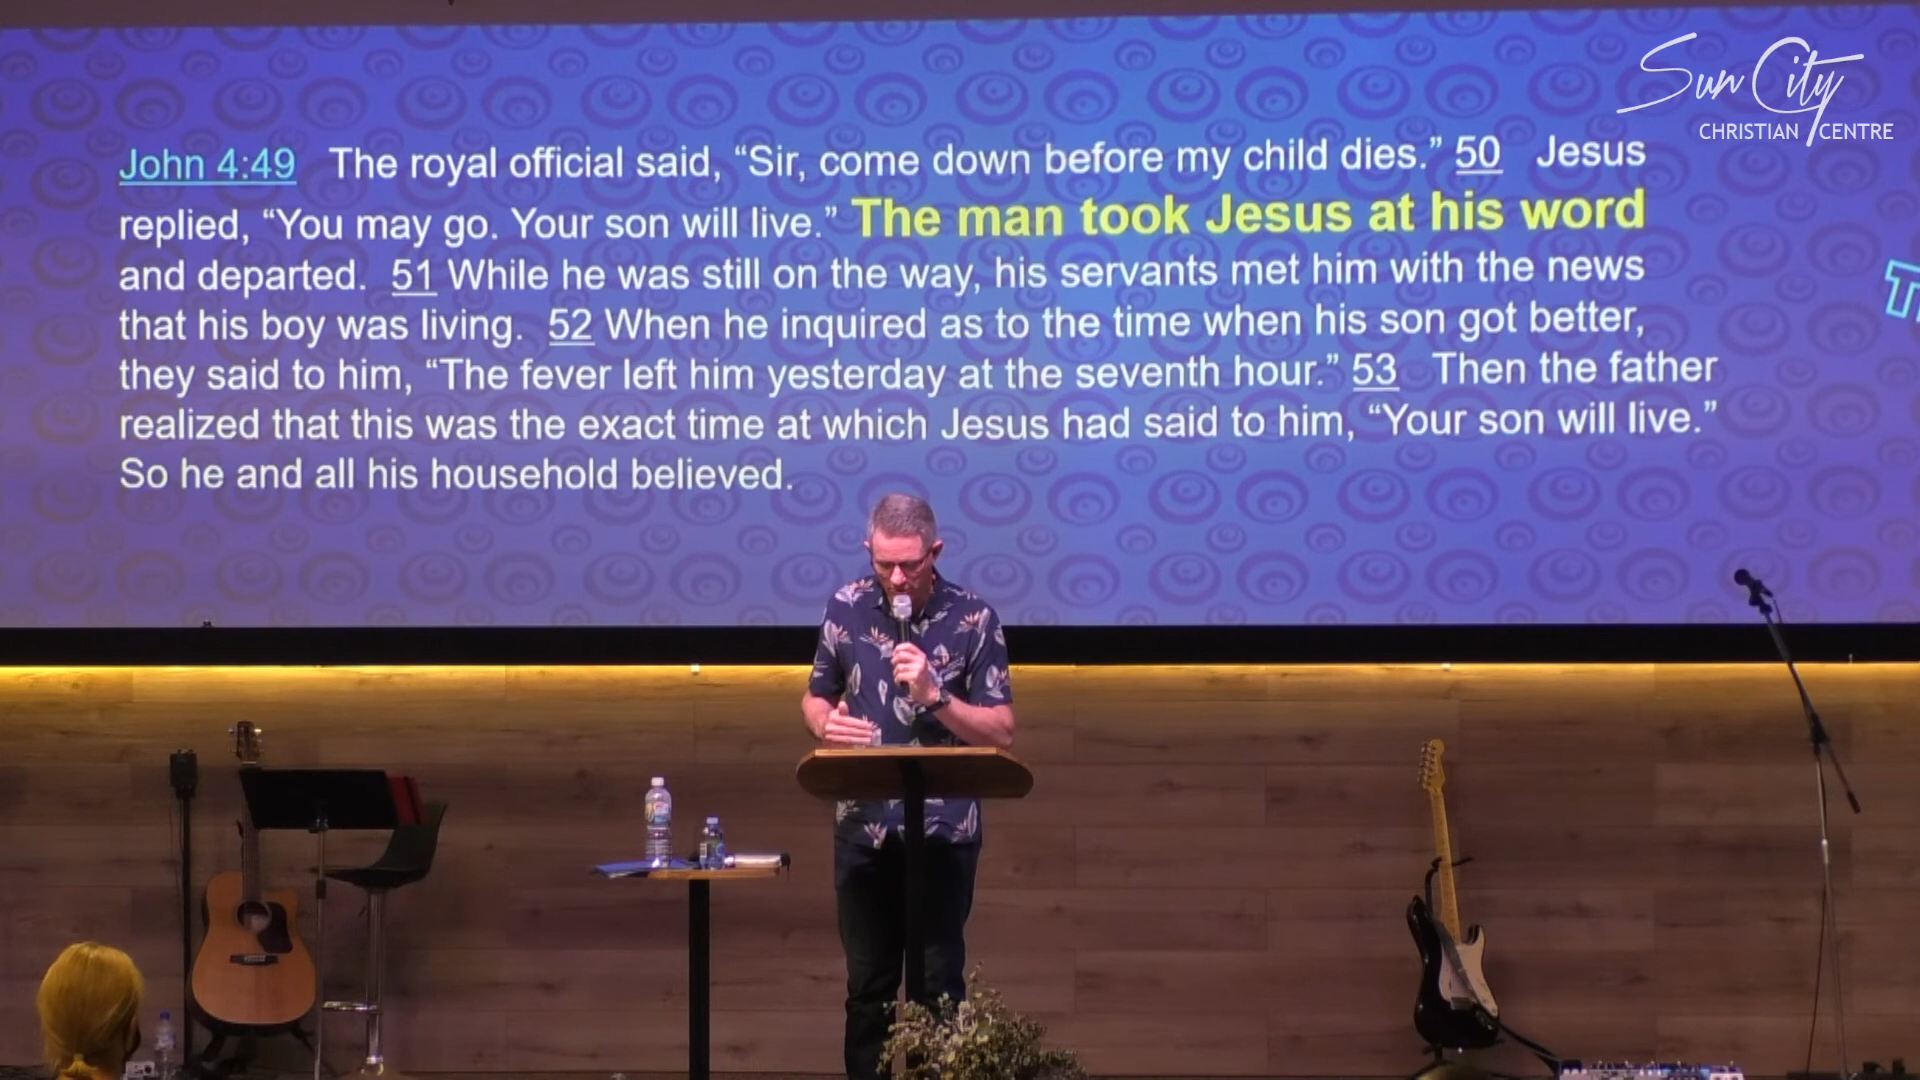 Sun City
CHRISTIAN CENTRE
John 4:49 The royal official said, “Sir, come down before my child dies.” 50 Jesus
replied, “You may go. Your son will live.” The man took Jesus at his word
and departed. 51 While he was still on the way, his servants met him with the news
that his boy was living. 52 When he inquired as to the time when his son got better,
they said to him, “The fever left him yesterday at the seventh hour.” 53 Then the father
realized that this was the exact time at which Jesus had said to him, “Your son will live.”
So he and all his household believed.